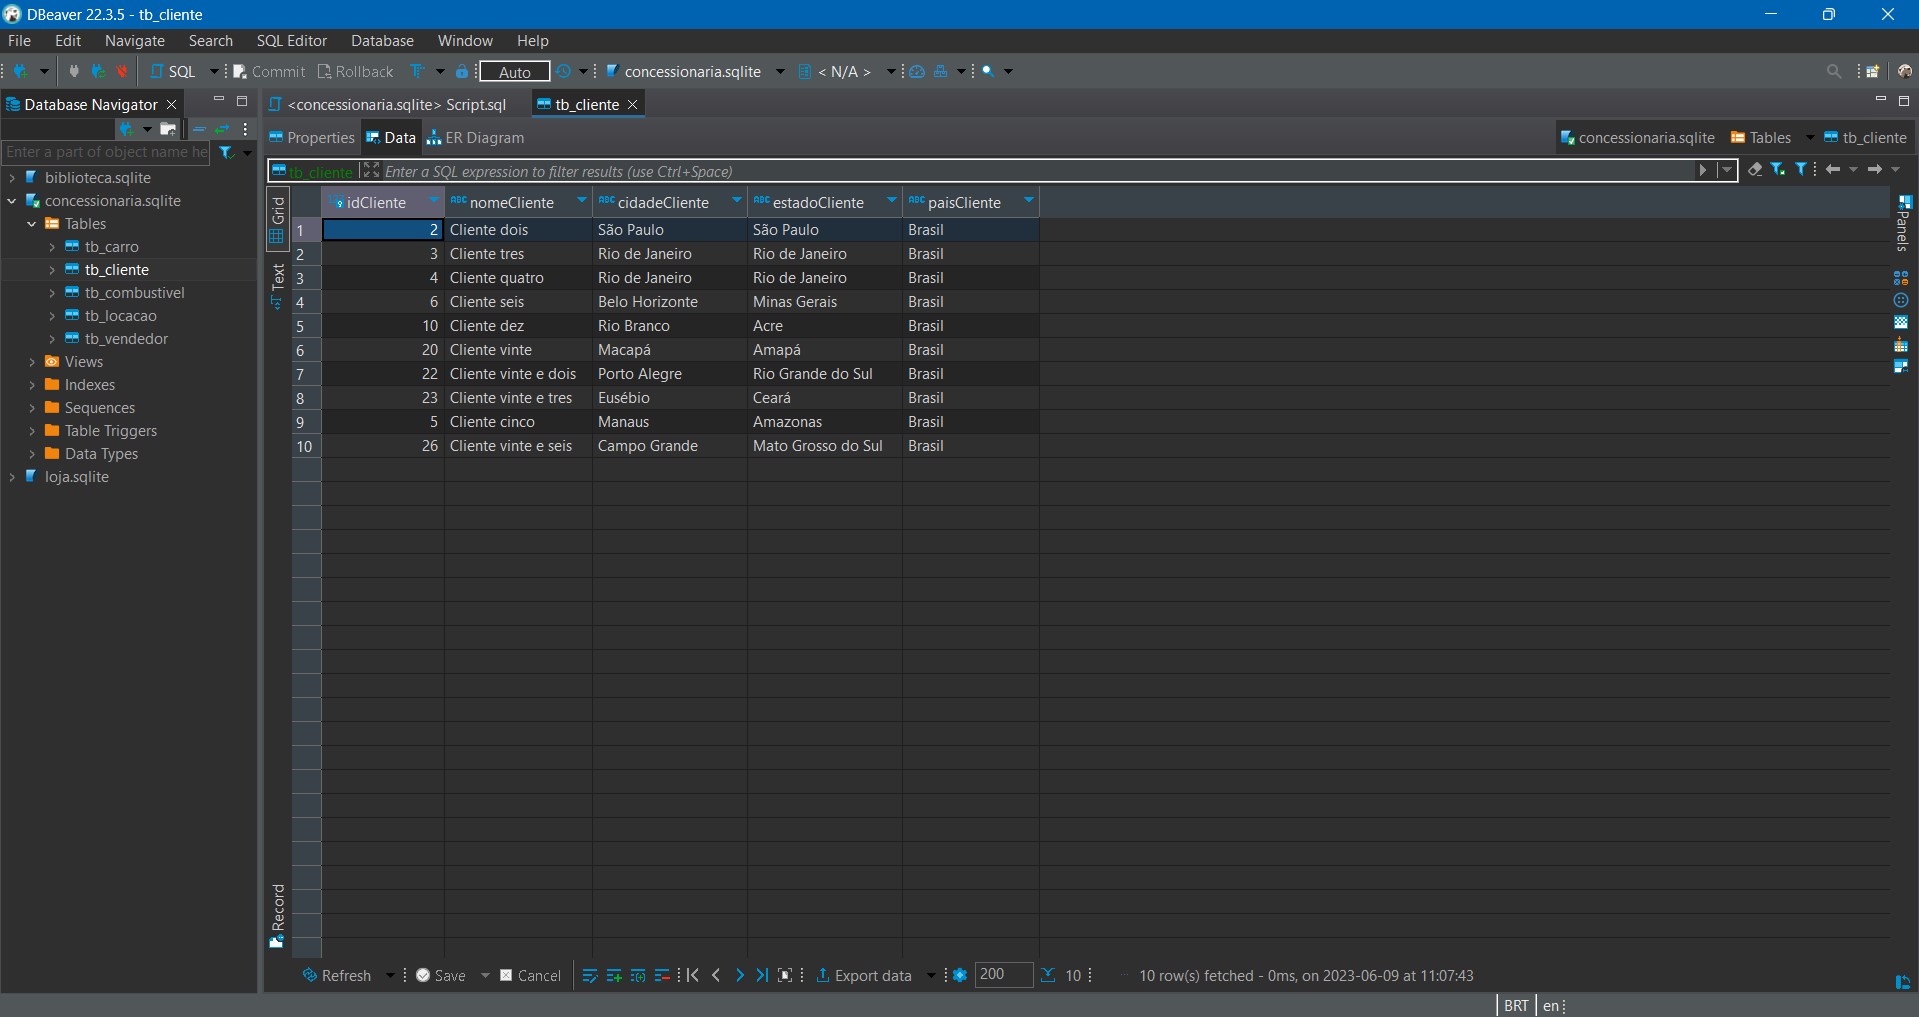 DBeaver 22.3.5 - tb_cliente
File Edit Navigate Search SQL Editor Database Window Help
SQL Commit Rollback Auto concessionaria.sqlite < N/A >
Database Navigator
<concessionaria.sqlite> Script.sql tb_cliente
Properties Data ER Diagram
concessionaria.sqlite Tables tb_cliente
Enter a part of object name he
tb_cliente Enter a SQL expression to filter results (use Ctrl+Space)
biblioteca.sqlite
concessionaria.sqlite
Tables
tb_carro
tb_cliente
tb_combustivel
tb_locacao
tb_vendedor
Views
Indexes
Sequences
Table Triggers
Data Types
loja.sqlite
Grid
Text
Record
idCliente ABC nomeCliente ABC cidadeCliente ABC estadoCliente ABC paisCliente
1 2 Cliente dois São Paulo São Paulo Brasil
2 3 Cliente tres Rio de Janeiro Rio de Janeiro Brasil
3 4 Cliente quatro Rio de Janeiro Rio de Janeiro Brasil
4 6 Cliente seis Belo Horizonte Minas Gerais Brasil
5 10 Cliente dez Rio Branco Acre Brasil
6 20 Cliente vinte Macapá Amapá Brasil
7 22 Cliente vinte e dois Porto Alegre Rio Grande do Sul Brasil
8 23 Cliente vinte e tres Eusébio Ceará Brasil
9 5 Cliente cinco Manaus Amazonas Brasil
10 26 Cliente vinte e seis Campo Grande Mato Grosso do Sul Brasil
Panels
Refresh Save Cancel Export data 200 10 10 row(s) fetched - 0ms, on 2023-06-09 at 11:07:43
BRT en